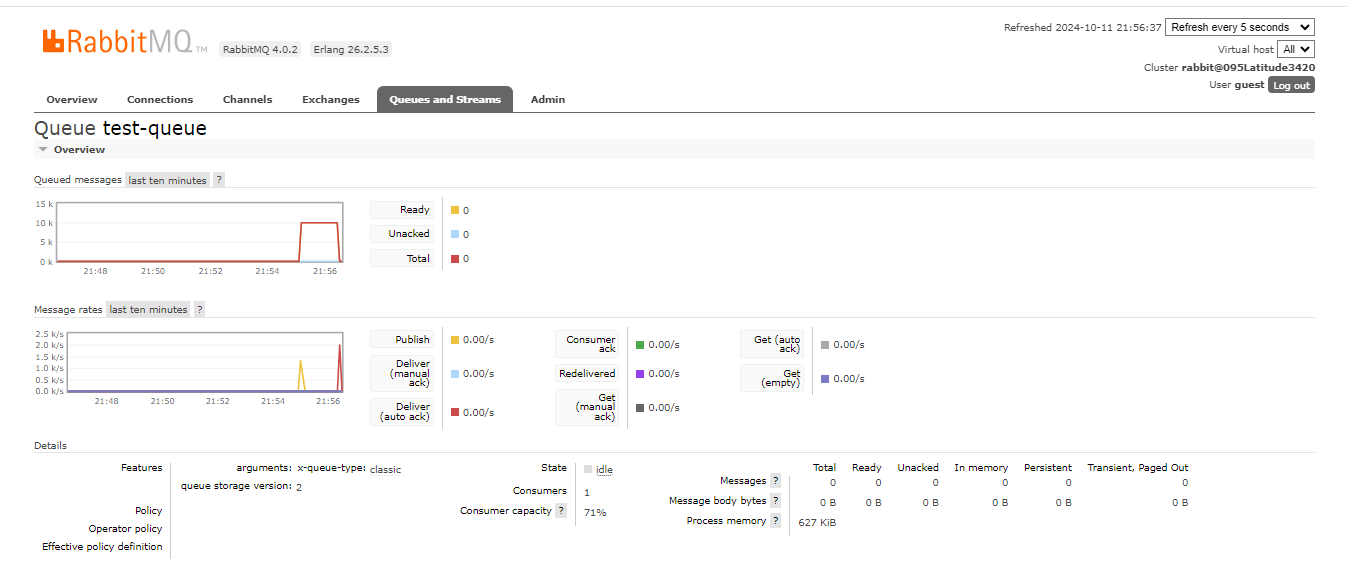 Refreshed 2024-10-11 21:56:37 Refresh every 5 seconds
RabbitMQ TM RabbitMQ 4.0.2 Erlang 26.2.5.3
Virtual host All
Cluster rabbit@095Latitude3420
User guest Log out
Overview Connections Channels Exchanges Queues and Streams Admin
Queue test-queue
Overview
Queued messages last ten minutes ?
15 k
10 k
5 k
0 k
21:48 21:50 21:52 21:54 21:56
Ready 0
Unacked 0
Total 0
Message rates last ten minutes ?
2.5 k/s
2.0 k/s
1.5 k/s
1.0 k/s
0.5 k/s
0.0 k/s
21:48 21:50 21:52 21:54 21:56
Publish 0.00/s
Deliver
(manual 0.00/s
ack)
Deliver
(auto ack) 0.00/s
Consumer
ack 0.00/s
Redelivered 0.00/s
Get
(manual 0.00/s
ack)
Get (auto
ack) 0.00/s
Get
(empty) 0.00/s
Details
Features arguments: x-queue-type: classic
queue storage version: 2
Policy
Operator policy
Effective policy definition
State idle
Consumers 1
Consumer capacity ? 71%
Total Ready Unacked In memory Persistent Transient, Paged Out
Messages ? 0 0 0 0 0 0
Message body bytes ? 0 B 0 B 0 B 0 B 0 B 0 B
Process memory ? 627 KiB